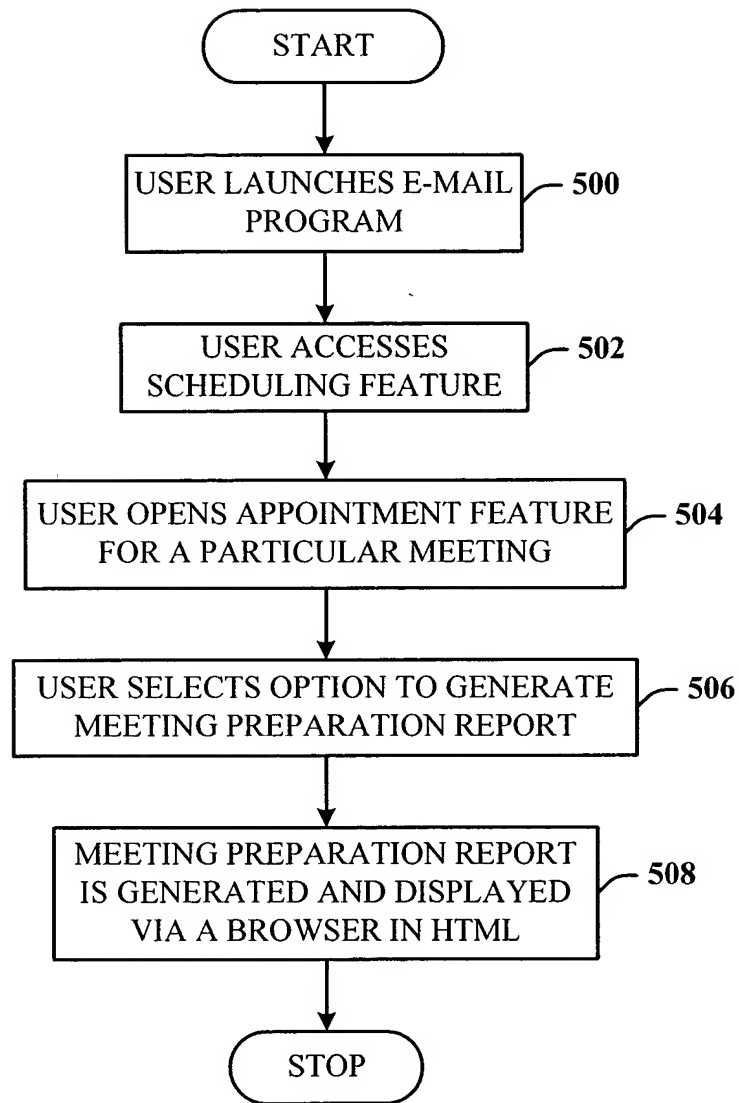 START
USER LAUNCHES E-MAIL
PROGRAM
500
USER ACCESSES
SCHEDULING FEATURE
502
USER OPENS APPOINTMENT FEATURE
FOR A PARTICULAR MEETING
504
USER SELECTS OPTION TO GENERATE
MEETING PREPARATION REPORT
506
MEETING PREPARATION REPORT
IS GENERATED AND DISPLAYED
VIA A BROWSER IN HTML
508
STOP